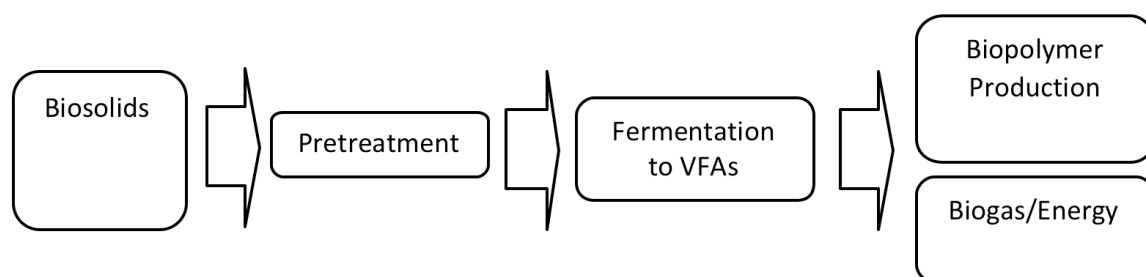 Biosolids
Pretreatment
Fermentation
to VFAs
Biopolymer
Production
Biogas/Energy